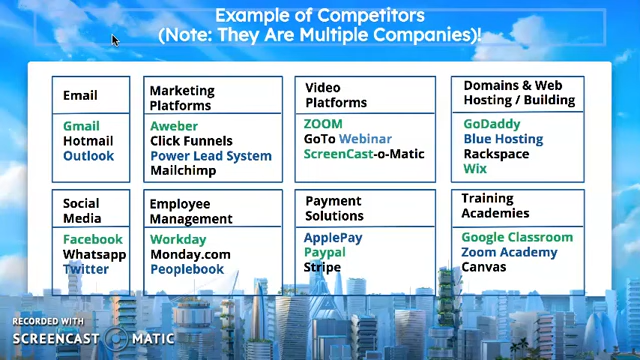 Example of Competitors
(Note: They Are Multiple Companies)!
Email
Gmail
Hotmail
Outlook
Marketing
Platforms
Aweber
Click Funnels
Power Lead System
Mailchimp
Video
Platforms
ZOOM
GoTo Webinar
ScreenCast-o-Matic
Domains & Web
Hosting / Building
GoDaddy
Blue Hosting
Rackspace
Wix
Social
Media
Facebook
Whatsapp
Twitter
Employee
Management
Workday
Monday.com
Peoplebook
Payment
Solutions
ApplePay
Paypal
Stripe
Training
Academies
Google Classroom
Zoom Academy
Canvas
RECORDED WITH
SCREENCAST MATIC